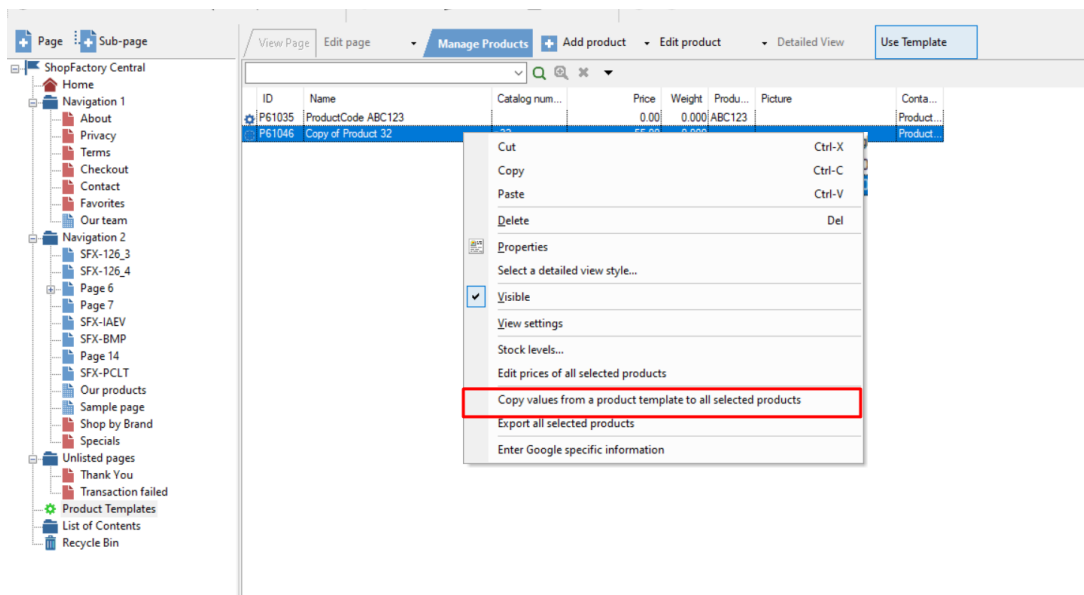 Page Sub-page View Page Edit page Manage Products Add product Edit product Detailed View Use Template
ShopFactory Central
Home
Navigation 1
About
Privacy
Terms
Checkout
Contact
Favorites
Our team
Navigation 2
SFX-126_3
SFX-126_4
Page 6
Page 7
SFX-IAEV
SFX-BMP
Page 14
SFX-PCLT
Our products
Sample page
Shop by Brand
Specials
Unlisted pages
Thank You
Transaction failed
Product Templates
List of Contents
Recycle Bin
ID Name Catalog num... Price Weight Produ... Picture Conta...
P61035 ProductCode ABC123 0.00 0.000 ABC123 Product...
P61046 Copy of Product 32 32 55.00 0.000 Product...
Cut Ctrl-X
Copy Ctrl-C
Paste Ctrl-V
Delete Del
Properties
Select a detailed view style...
Visible
View settings
Stock levels...
Edit prices of all selected products
Copy values from a product template to all selected products
Export all selected products
Enter Google specific information